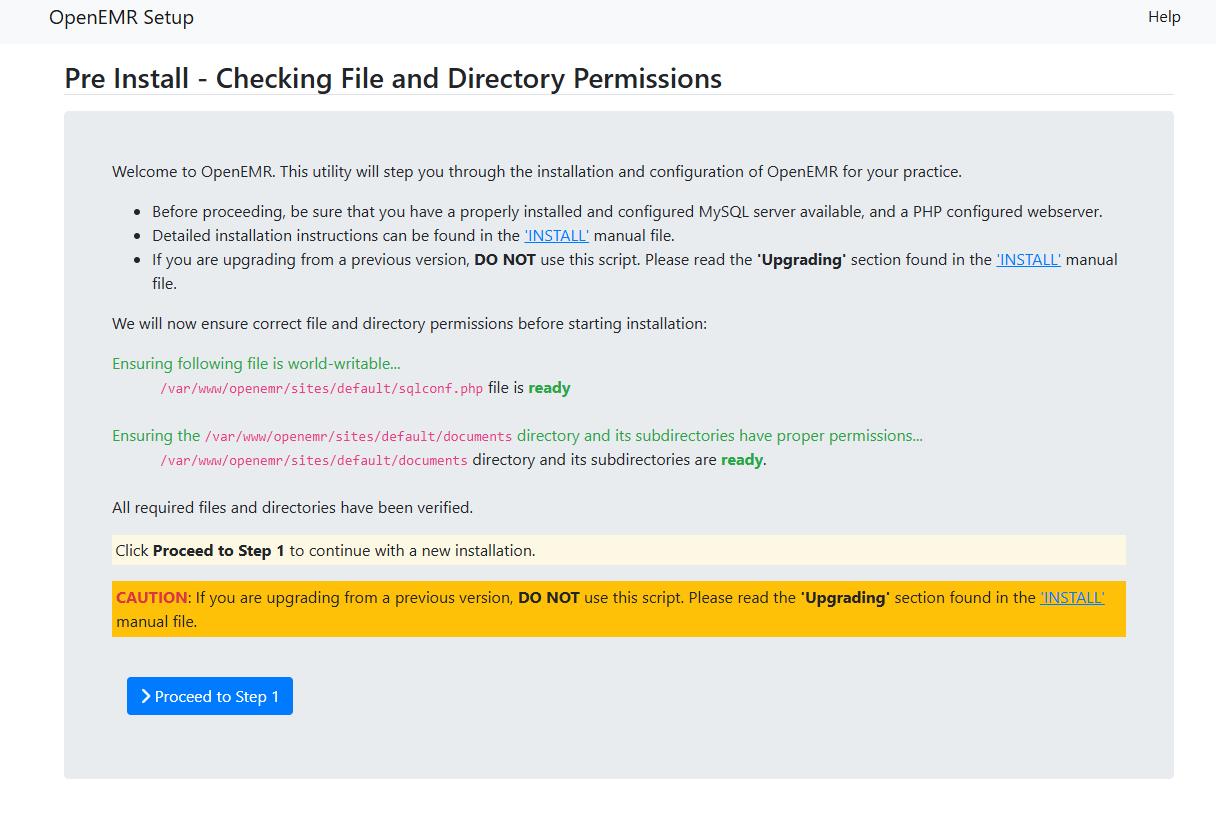 OpenEMR Setup
Help
Pre Install - Checking File and Directory Permissions
Welcome to OpenEMR. This utility will step you through the installation and configuration of OpenEMR for your practice.
Before proceeding, be sure that you have a properly installed and configured MySQL server available, and a PHP configured webserver.
Detailed installation instructions can be found in the 'INSTALL' manual file.
If you are upgrading from a previous version, DO NOT use this script. Please read the 'Upgrading' section found in the 'INSTALL' manual
file.
We will now ensure correct file and directory permissions before starting installation:
Ensuring following file is world-writable...
/var/www/openemr/sites/default/sqlconf.php file is ready
Ensuring the /var/www/openemr/sites/default/documents directory and its subdirectories have proper permissions...
/var/www/openemr/sites/default/documents directory and its subdirectories are ready.
All required files and directories have been verified.
Click Proceed to Step 1 to continue with a new installation.
CAUTION: If you are upgrading from a previous version, DO NOT use this script. Please read the 'Upgrading' section found in the 'INSTALL'
manual file.
Proceed to Step 1